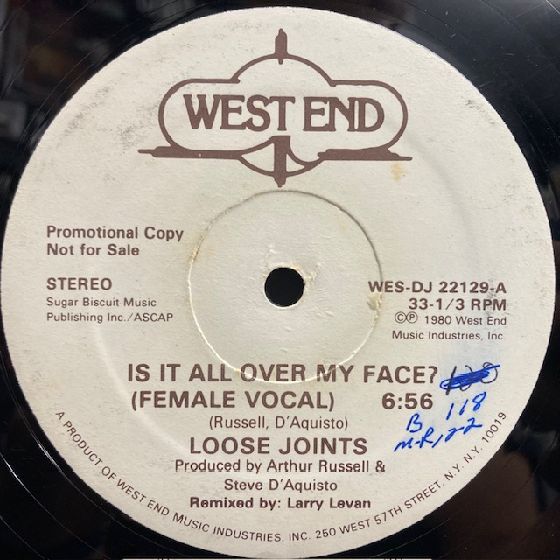 WEST END
Promotional Copy
Not for Sale
STEREO
Sugar Biscuit Music
Publishing Inc./ASCAP
WES-DJ 22129-A
33-1/3 RPM
©℗ 1980 West End
Music Industries, Inc
IS IT ALL OVER MY FACE?
(FEMALE VOCAL) 6:56
B 118
(Russell, D'Aquisto)
LOOSE JOINTS
Produced by Arthur Russell &
Steve D'Aquisto
Remixed by: Larry Levan
A PRODUCT OF WEST END MUSIC INDUSTRIES, INC. 250 WEST 57TH STREET, N.Y. N.Y. 10019